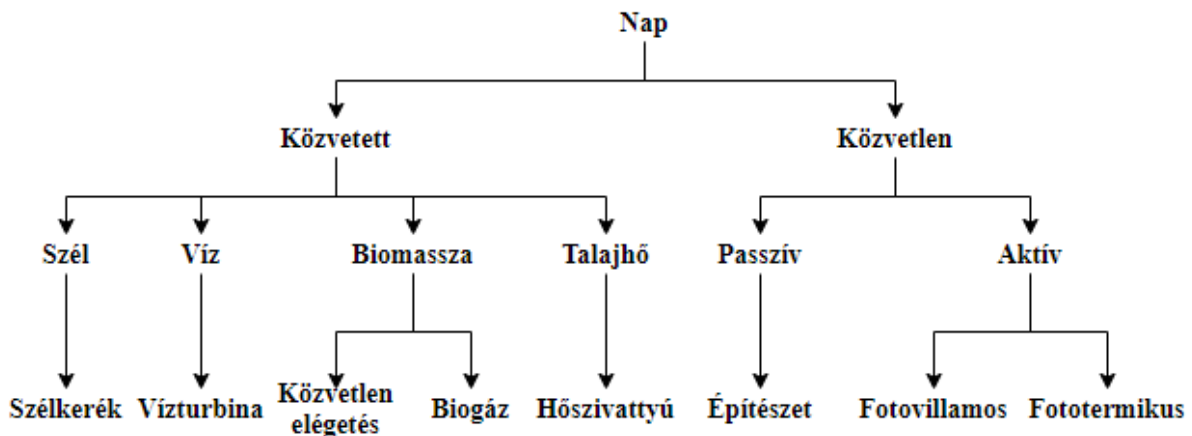 Nap
Közvetett Közvetlen
Szél Víz Biomassza Talajhő Passzív Aktív
Szélkerék Vízturbina Közvetlen elégetés Biogáz Hőszivattyú Építészet Fotovillamos Fototermikus